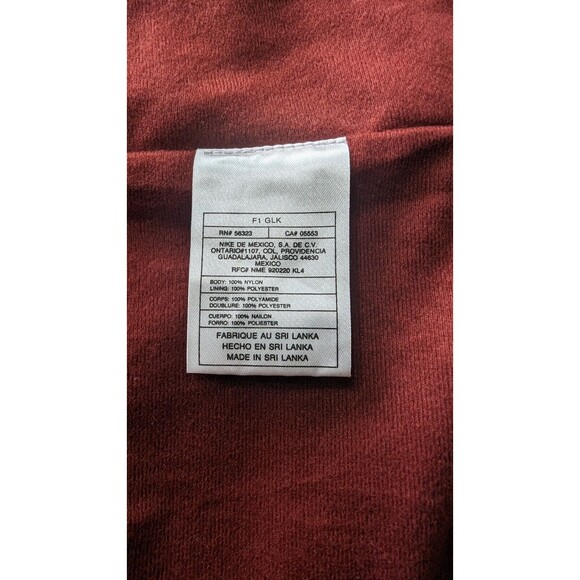 F1 GLK
RN# 56323 CA# 05553
NIKE DE MEXICO, S.A. DE C.V.
ONTARIO#1107, COL, PROVIDENCIA
GUADALAJARA, JALISCO 44630
MEXICO
RFC# NME 920220 KL4
BODY: 100% NYLON
LINING: 100% POLYESTER
CORPS: 100% POLYAMIDE
DOUBLURE: 100% POLYESTER
CUERPO: 100% NAILON
FORRO: 100% POLIESTER
FABRIQUE AU SRI LANKA
HECHO EN SRI LANKA
MADE IN SRI LANKA